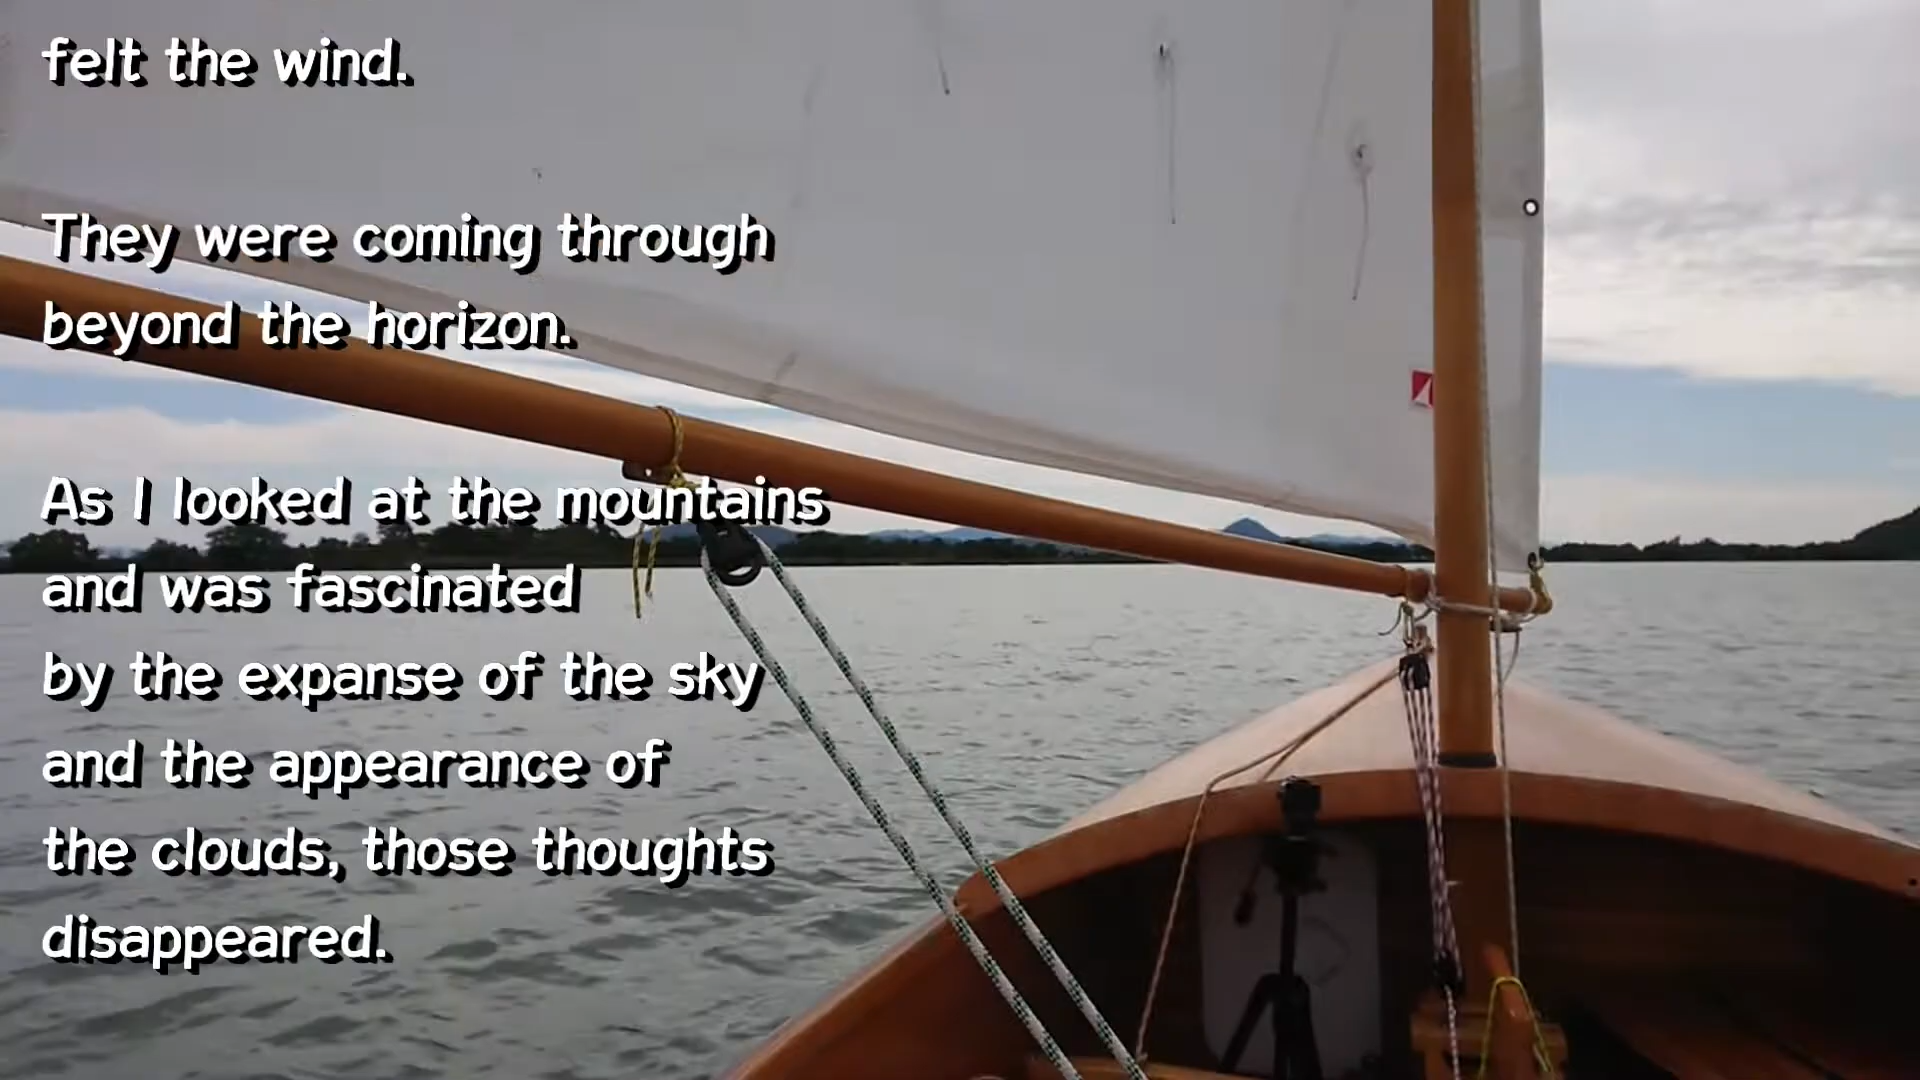 felt the wind.
They were coming through
beyond the horizon.
As I looked at the mountains
and was fascinated
by the expanse of the sky
and the appearance of
the clouds, those thoughts
disappeared.